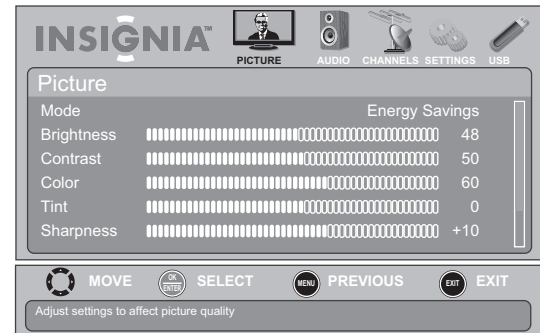 INSIGNIA™
PICTURE AUDIO CHANNELS SETTINGS USB
Picture
Mode Energy Savings
Brightness 48
Contrast 50
Color 60
Tint 0
Sharpness +10
MOVE OK ENTER SELECT MENU PREVIOUS EXIT EXIT
Adjust settings to affect picture quality